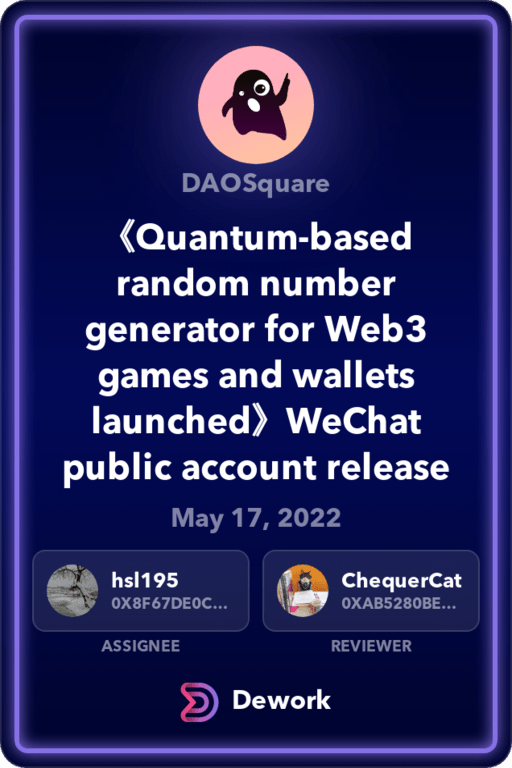 DAOSquare
《Quantum-based
random number
generator for Web3
games and wallets
launched》WeChat
public account release
May 17, 2022
hsl195
0X8F67DE0C...
ASSIGNEE
ChequerCat
0XAB5280BE...
REVIEWER
Dework